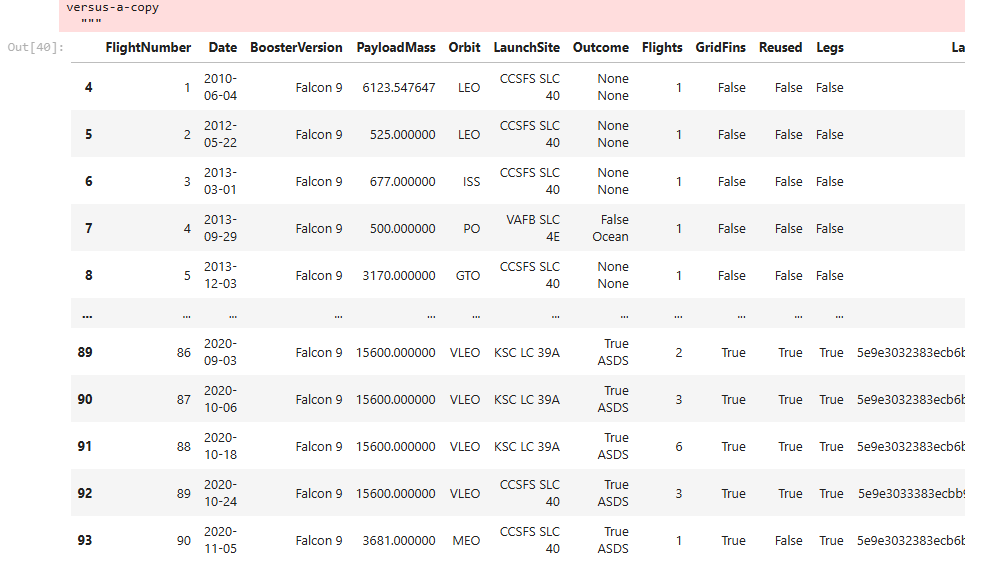 versus-a-copy
"""
Out[40]:
FlightNumber Date BoosterVersion PayloadMass Orbit LaunchSite Outcome Flights GridFins Reused Legs La
4 1 2010-06-04 Falcon 9 6123.547647 LEO CCSFS SLC 40 None None 1 False False False
5 2 2012-05-22 Falcon 9 525.000000 LEO CCSFS SLC 40 None None 1 False False False
6 3 2013-03-01 Falcon 9 677.000000 ISS CCSFS SLC 40 None None 1 False False False
7 4 2013-09-29 Falcon 9 500.000000 PO VAFB SLC 4E False Ocean 1 False False False
8 5 2013-12-03 Falcon 9 3170.000000 GTO CCSFS SLC 40 None None 1 False False False
... ... ... ... ... ... ... ... ... ... ... ...
89 86 2020-09-03 Falcon 9 15600.000000 VLEO KSC LC 39A True ASDS 2 True True True 5e9e3032383ecb6b
90 87 2020-10-06 Falcon 9 15600.000000 VLEO KSC LC 39A True ASDS 3 True True True 5e9e3032383ecb6b
91 88 2020-10-18 Falcon 9 15600.000000 VLEO KSC LC 39A True ASDS 6 True True True 5e9e3032383ecb6b
92 89 2020-10-24 Falcon 9 15600.000000 VLEO CCSFS SLC 40 True ASDS 3 True True True 5e9e3033383ecbb9
93 90 2020-11-05 Falcon 9 3681.000000 MEO CCSFS SLC 40 True ASDS 1 True False True 5e9e3032383ecb6b